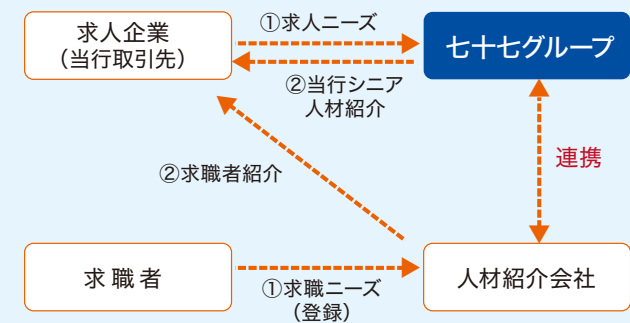 求人企業
（当行取引先）
①求人ニーズ
七十七グループ
②当行シニア
人材紹介
連携
②求職者紹介
求職者
①求職ニーズ
（登録）
人材紹介会社